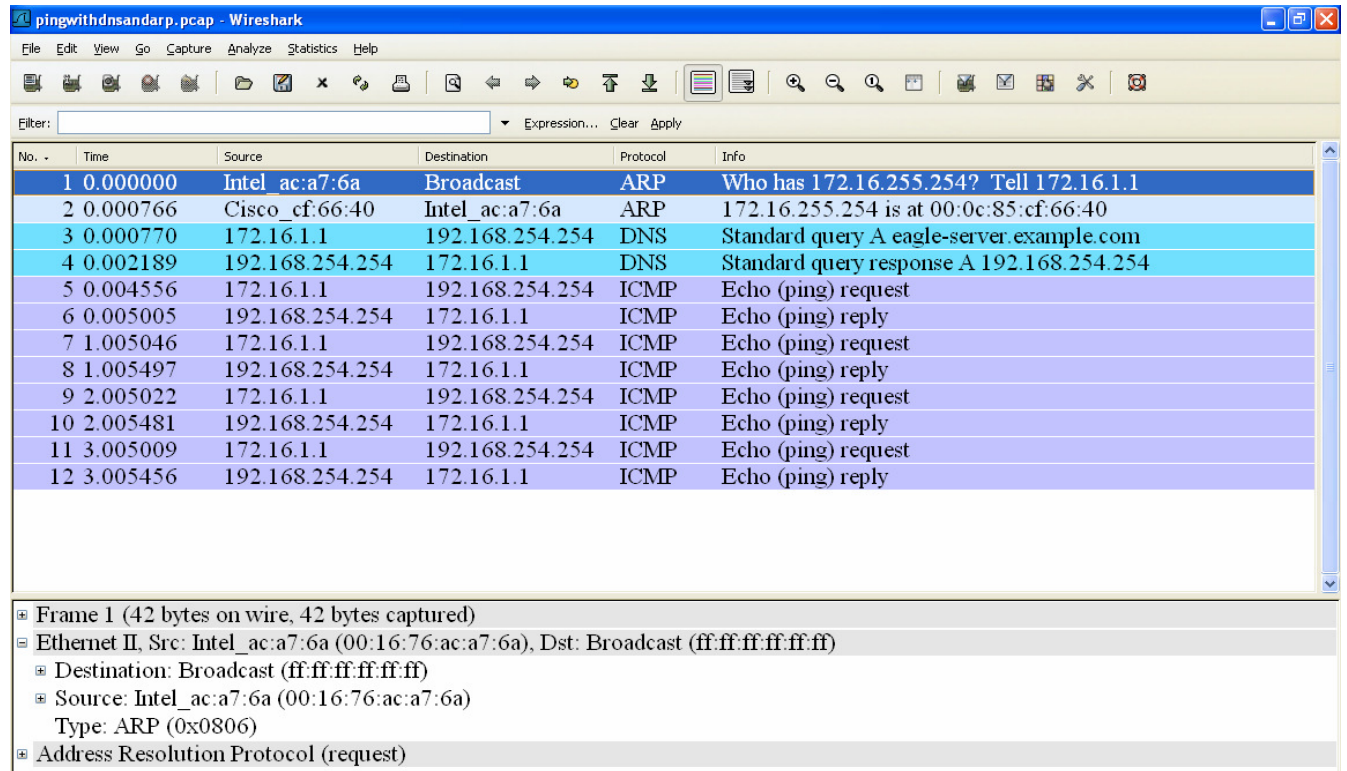 pingwithdnsandarp.pcap - Wireshark
File Edit View Go Capture Analyze Statistics Help
Filter: Expression... Clear Apply
No. - Time Source Destination Protocol Info
1 0.000000 Intel_ac:a7:6a Broadcast ARP Who has 172.16.255.254? Tell 172.16.1.1
2 0.000766 Cisco_cf:66:40 Intel_ac:a7:6a ARP 172.16.255.254 is at 00:0c:85:cf:66:40
3 0.000770 172.16.1.1 192.168.254.254 DNS Standard query A eagle-server.example.com
4 0.002189 192.168.254.254 172.16.1.1 DNS Standard query response A 192.168.254.254
5 0.004556 172.16.1.1 192.168.254.254 ICMP Echo (ping) request
6 0.005005 192.168.254.254 172.16.1.1 ICMP Echo (ping) reply
7 1.005046 172.16.1.1 192.168.254.254 ICMP Echo (ping) request
8 1.005497 192.168.254.254 172.16.1.1 ICMP Echo (ping) reply
9 2.005022 172.16.1.1 192.168.254.254 ICMP Echo (ping) request
10 2.005481 192.168.254.254 172.16.1.1 ICMP Echo (ping) reply
11 3.005009 172.16.1.1 192.168.254.254 ICMP Echo (ping) request
12 3.005456 192.168.254.254 172.16.1.1 ICMP Echo (ping) reply
Frame 1 (42 bytes on wire, 42 bytes captured)
Ethernet II, Src: Intel_ac:a7:6a (00:16:76:ac:a7:6a), Dst: Broadcast (ff:ff:ff:ff:ff:ff)
Destination: Broadcast (ff:ff:ff:ff:ff:ff)
Source: Intel_ac:a7:6a (00:16:76:ac:a7:6a)
Type: ARP (0x0806)
Address Resolution Protocol (request)